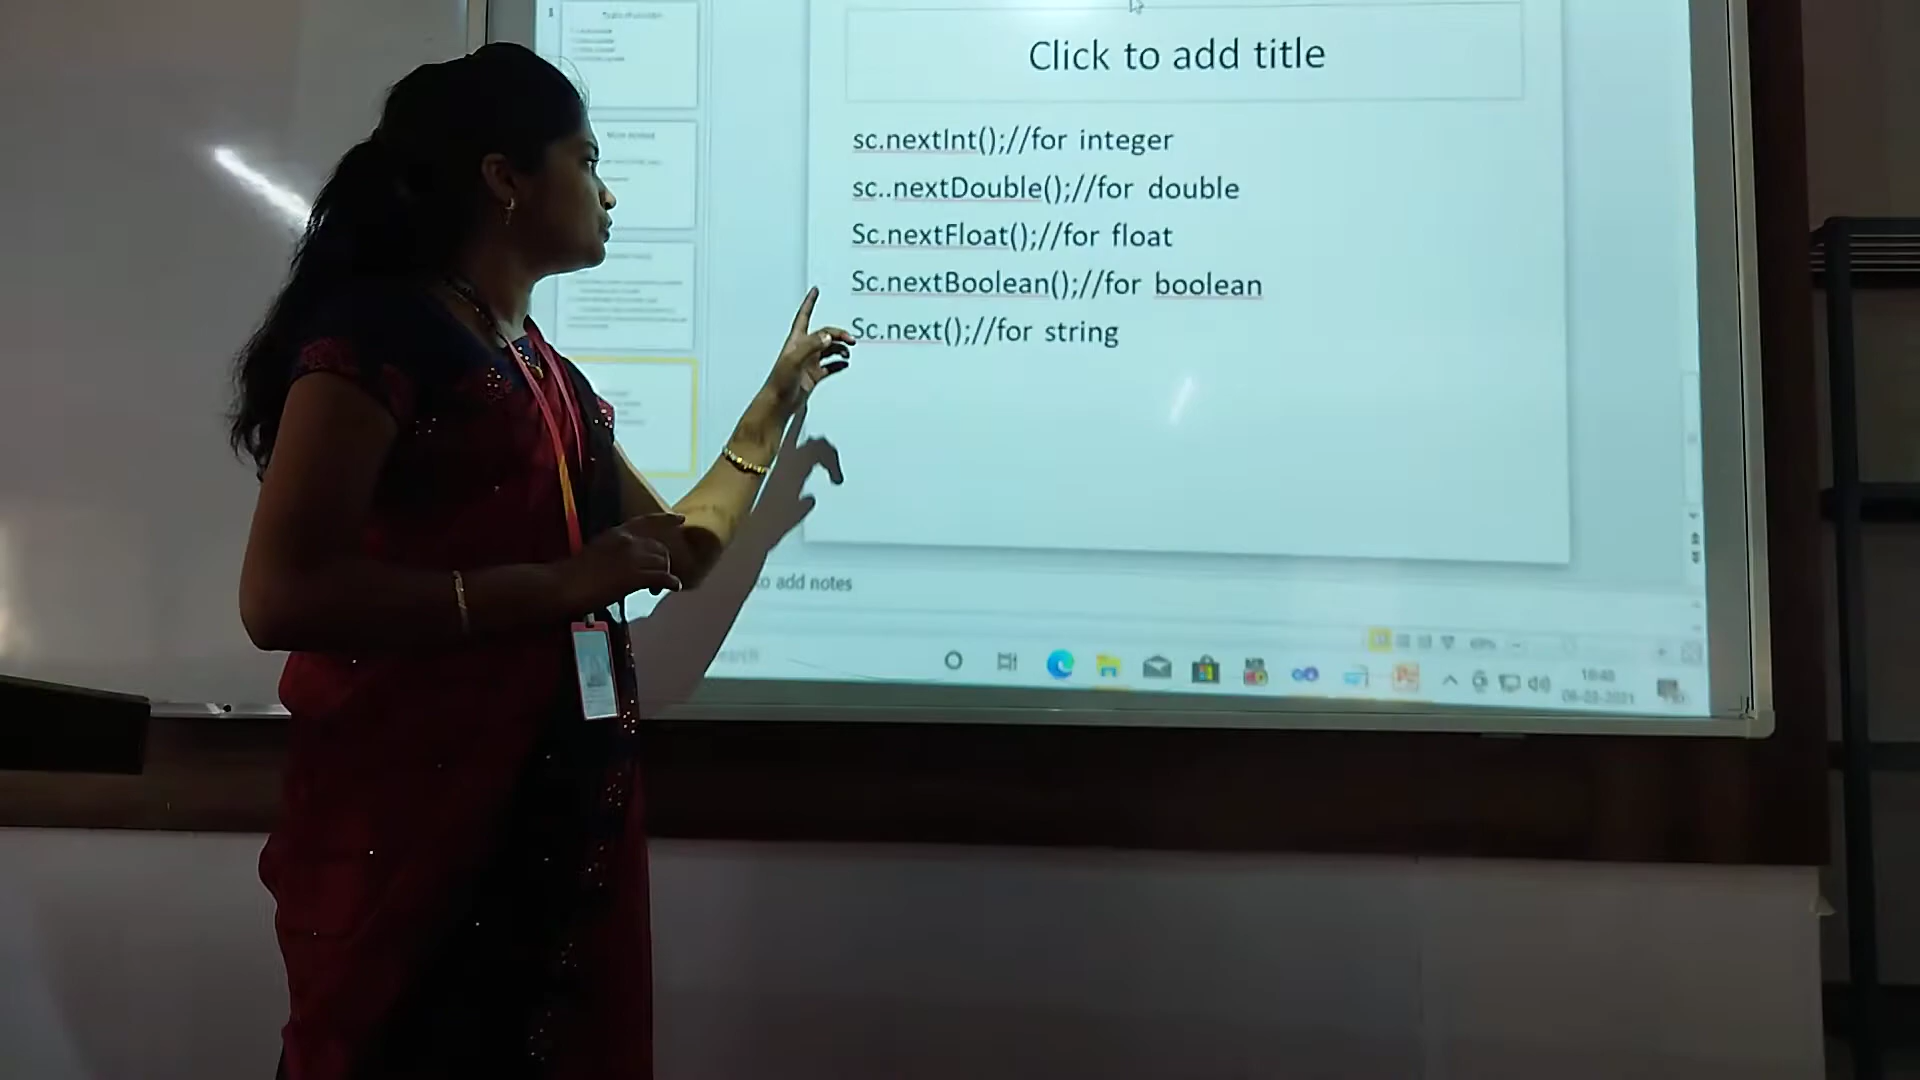 Click to add title
sc.nextInt();//for integer
sc..nextDouble();//for double
Sc.nextFloat();//for float
Sc.nextBoolean();//for boolean
Sc.next();//for string
to add notes